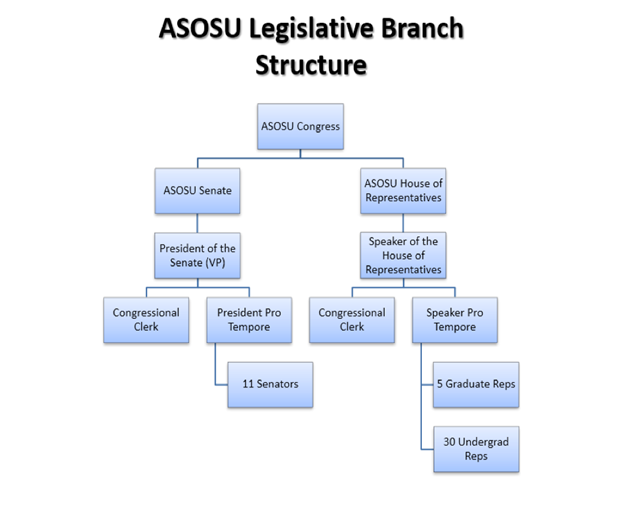 ASOSU Legislative Branch
Structure
ASOSU Congress
ASOSU Senate
ASOSU House of
Representatives
President of the
Senate (VP)
Speaker of the
House of
Representatives
Congressional
Clerk
President Pro
Tempore
Congressional
Clerk
Speaker Pro
Tempore
11 Senators
5 Graduate Reps
30 Undergrad
Reps